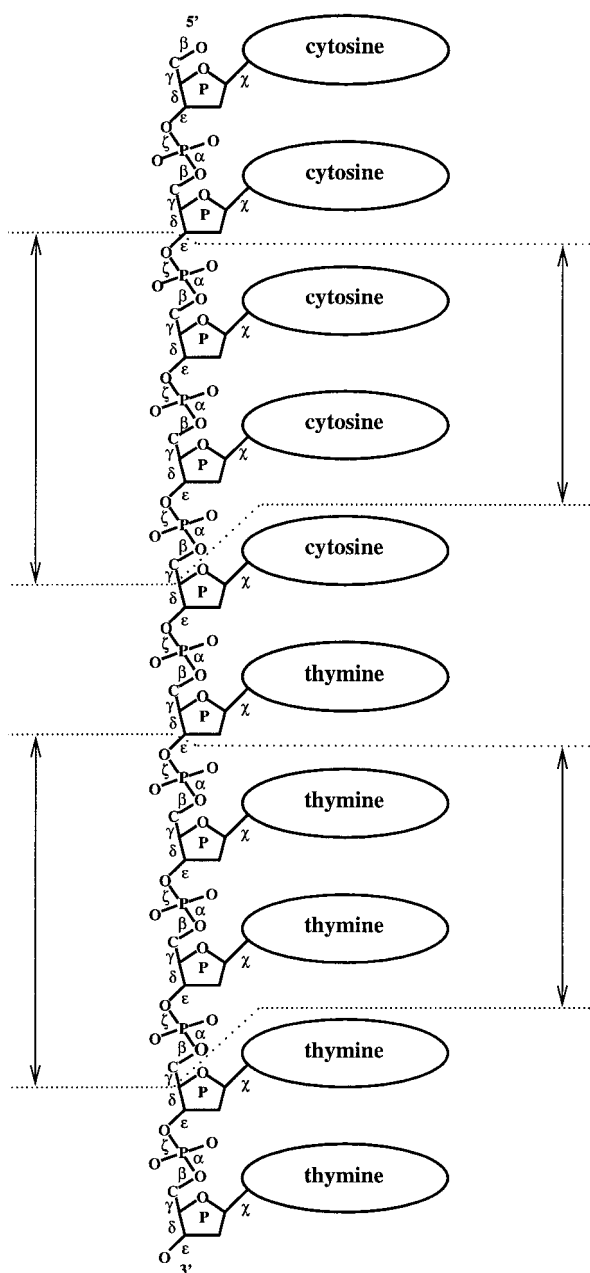 5’
β O
C O cytosine
γ P χ
δ
ε
O
ζ P O
O α
β O
C O cytosine
γ P χ
δ
ε
O
ζ P O
O α
β O
C O cytosine
γ P χ
δ
ε
O
ζ P O
O α
β O
C O cytosine
γ P χ
δ
ε
O
ζ P O
O α
β O
C O cytosine
γ P χ
δ
ε
O
ζ P O
O α
β O
C O thymine
γ P χ
δ
ε
O
ζ P O
O α
β O
C O thymine
γ P χ
δ
ε
O
ζ P O
O α
β O
C O thymine
γ P χ
δ
ε
O
ζ P O
O α
β O
C O thymine
γ P χ
δ
ε
O
ζ P O
O α
β O
C O thymine
γ P χ
δ
ε
O
3’